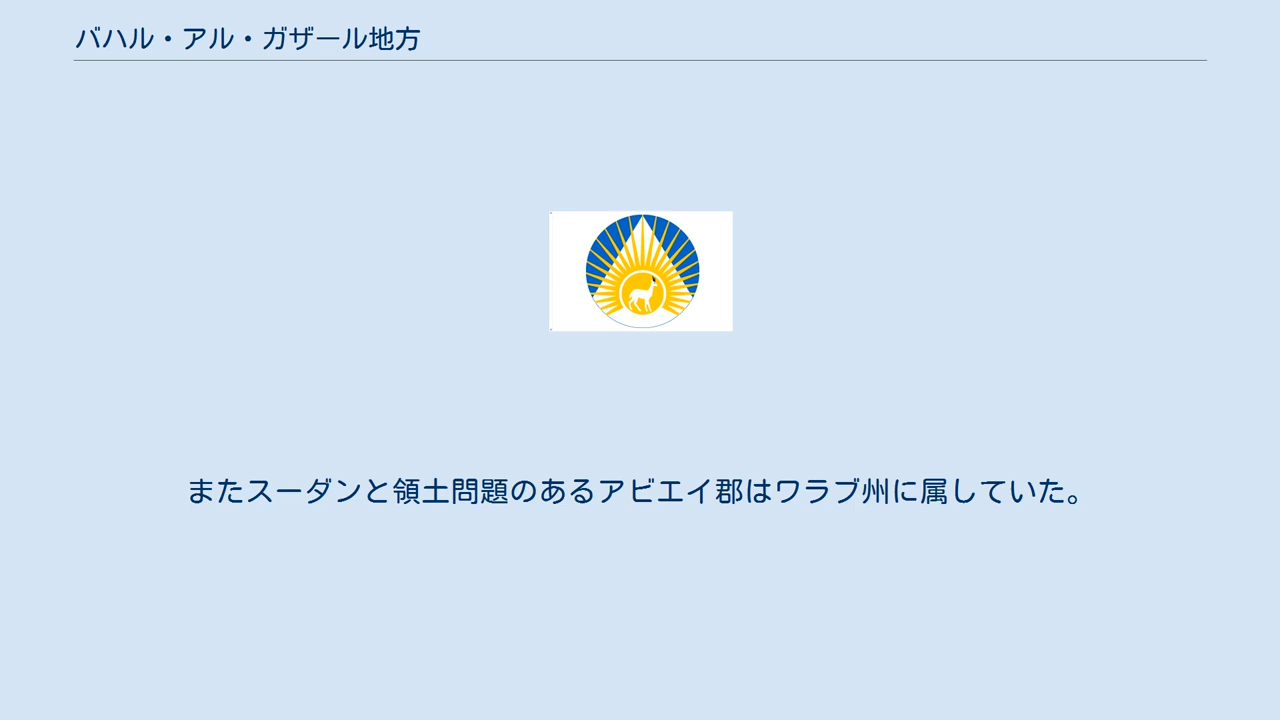 バハル・アル・ガザール地方
またスーダンと領土問題のあるアビエイ郡はワラブ州に属していた。